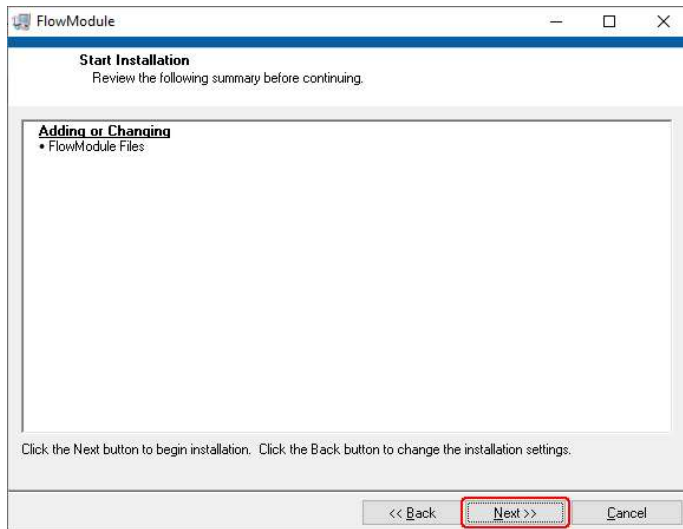 FlowModule
Start Installation
Review the following summary before continuing.
Adding or Changing
• FlowModule Files
Click the Next button to begin installation. Click the Back button to change the installation settings.
<< Back Next >> Cancel